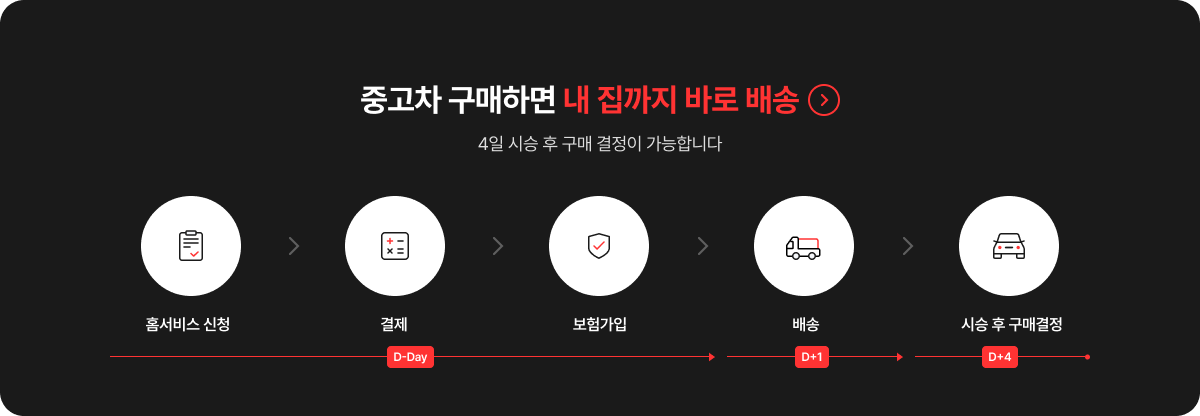 중고차 구매하면 내 집까지 바로 배송
4일 시승 후 구매 결정이 가능합니다
홈서비스 신청
결제
보험가입
배송
시승 후 구매결정
D-Day
D+1
D+4